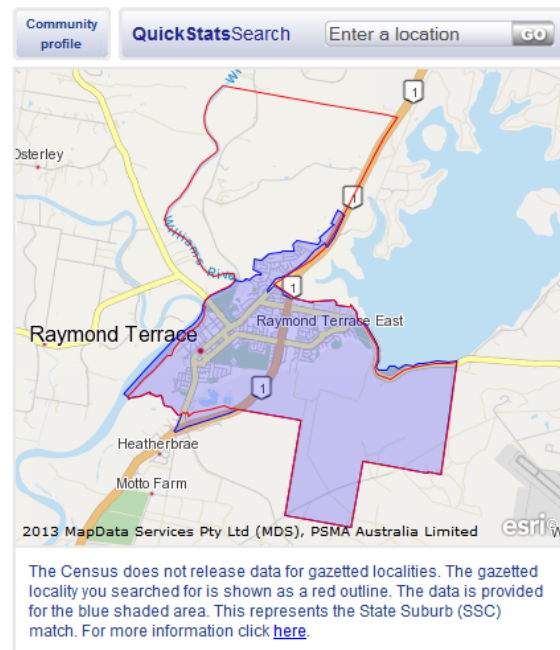 Community
profile
QuickStatsSearch
Enter a location
GO
Wi
1
Osterley
1
Williams River
1
Raymond Terrace
Raymond Terrace East
1
Heatherbrae
Motto Farm
2013 MapData Services Pty Ltd (MDS), PSMA Australia Limited
esri
W
The Census does not release data for gazetted localities. The gazetted
locality you searched for is shown as a red outline. The data is provided
for the blue shaded area. This represents the State Suburb (SSC)
match. For more information click here.